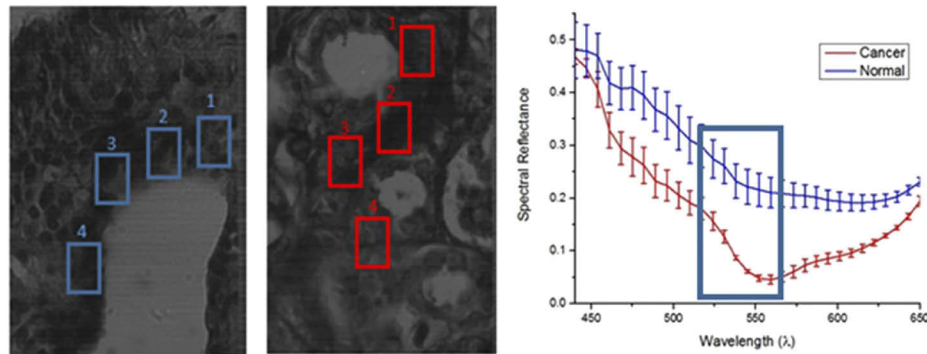 1
2
3
4
1
2
3
4
0.5
0.4
0.3
0.2
0.1
0.0
Spectral Reflectance
Cancer
Normal
450 500 550 600 650
Wavelength (λ)